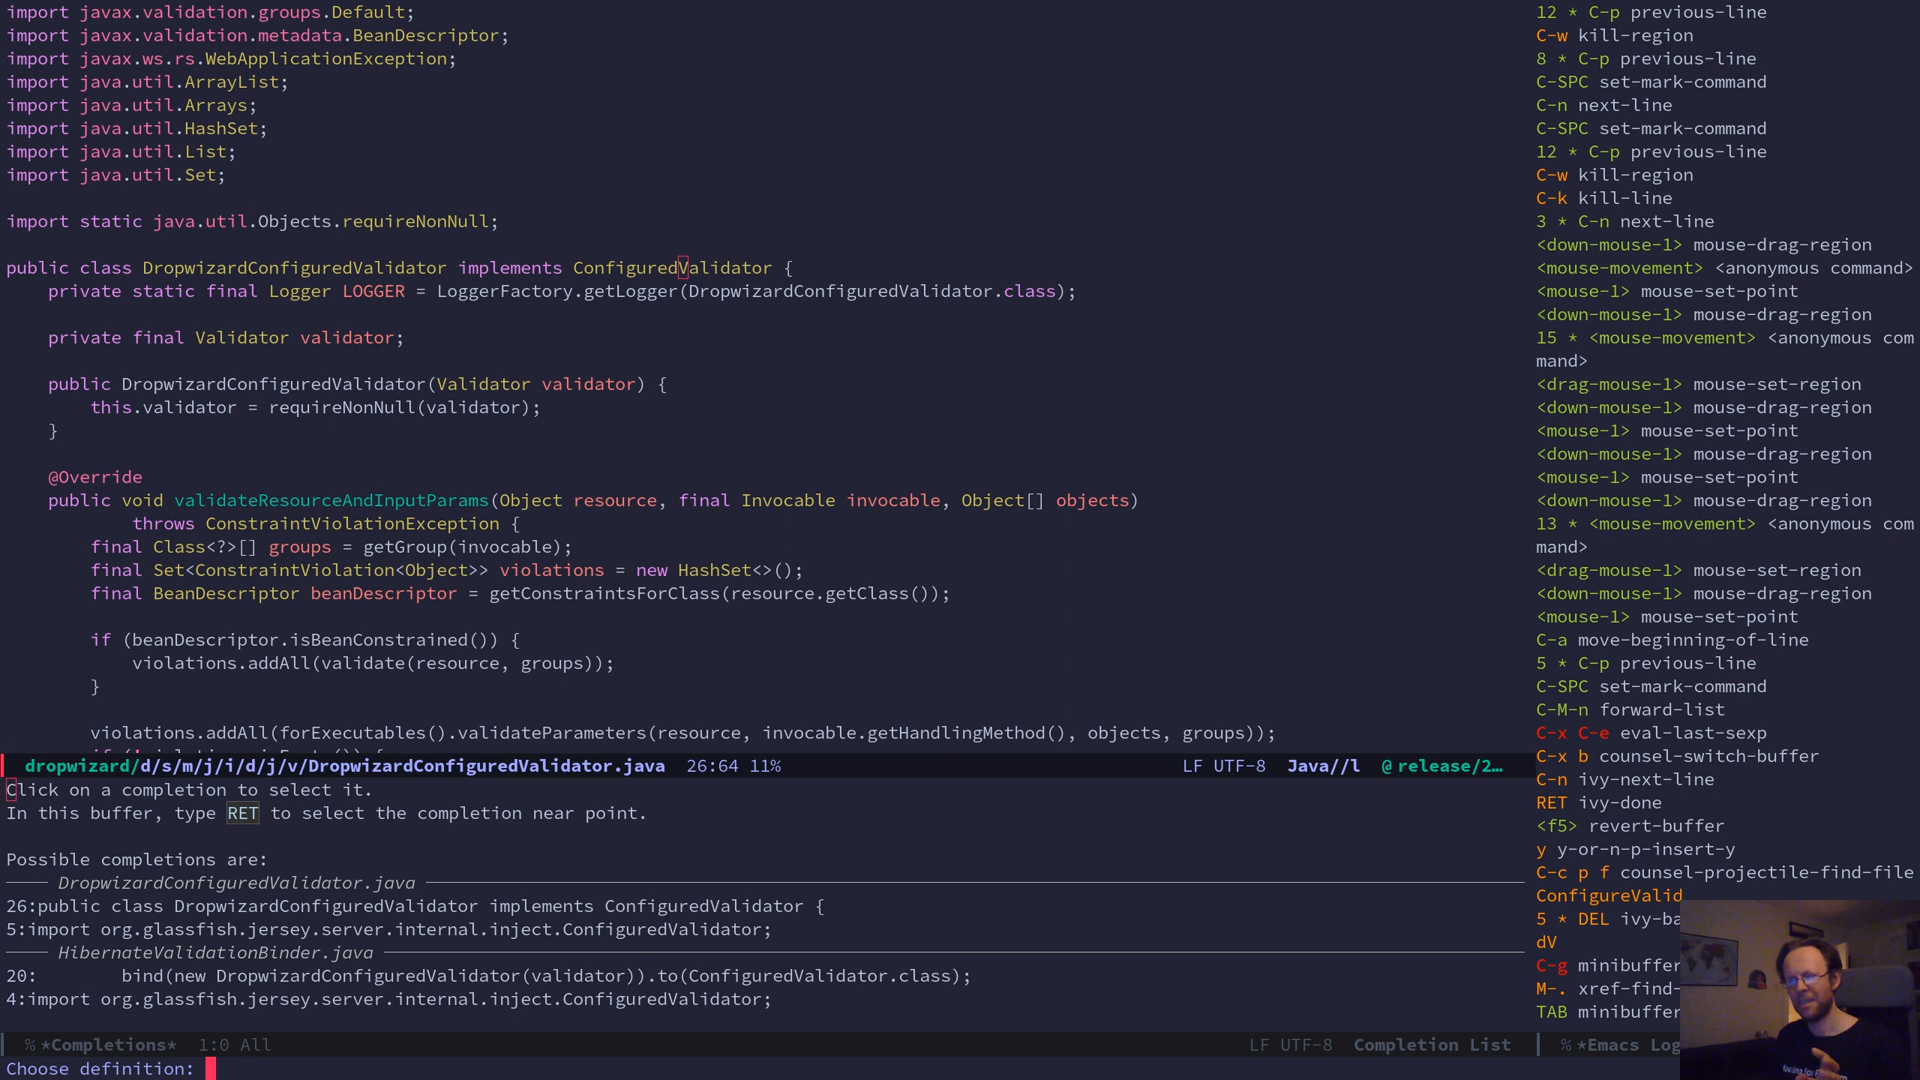 import javax.validation.groups.Default;
import javax.validation.metadata.BeanDescriptor;
import javax.ws.rs.WebApplicationException;
import java.util.ArrayList;
import java.util.Arrays;
import java.util.HashSet;
import java.util.List;
import java.util.Set;
import static java.util.Objects.requireNonNull;
public class DropwizardConfiguredValidator implements ConfiguredValidator {
private static final Logger LOGGER = LoggerFactory.getLogger(DropwizardConfiguredValidator.class);
private final Validator validator;
public DropwizardConfiguredValidator(Validator validator) {
this.validator = requireNonNull(validator);
}
@Override
public void validateResourceAndInputParams(Object resource, final Invocable invocable, Object[] objects)
throws ConstraintViolationException {
final Class<?>[] groups = getGroup(invocable);
final Set<ConstraintViolation<Object>> violations = new HashSet<>();
final BeanDescriptor beanDescriptor = getConstraintsForClass(resource.getClass());
if (beanDescriptor.isBeanConstrained()) {
violations.addAll(validate(resource, groups));
}
violations.addAll(forExecutables().validateParameters(resource, invocable.getHandlingMethod(), objects, groups));
dropwizard/d/s/m/j/i/d/j/v/DropwizardConfiguredValidator.java 26:64 11% LF UTF-8 Java//l @ release/2…
Click on a completion to select it.
In this buffer, type RET to select the completion near point.
Possible completions are:
DropwizardConfiguredValidator.java
26:public class DropwizardConfiguredValidator implements ConfiguredValidator {
5:import org.glassfish.jersey.server.internal.inject.ConfiguredValidator;
HibernateValidationBinder.java
20: bind(new DropwizardConfiguredValidator(validator)).to(ConfiguredValidator.class);
4:import org.glassfish.jersey.server.internal.inject.ConfiguredValidator;
% *Completions* 1:0 All LF UTF-8 Completion List
Choose definition:
12 * C-p previous-line
C-w kill-region
8 * C-p previous-line
C-SPC set-mark-command
C-n next-line
C-SPC set-mark-command
12 * C-p previous-line
C-w kill-region
C-k kill-line
3 * C-n next-line
<down-mouse-1> mouse-drag-region
<mouse-movement> <anonymous command>
<mouse-1> mouse-set-point
<down-mouse-1> mouse-drag-region
15 * <mouse-movement> <anonymous com
mand>
<drag-mouse-1> mouse-set-region
<down-mouse-1> mouse-drag-region
<mouse-1> mouse-set-point
<down-mouse-1> mouse-drag-region
<mouse-1> mouse-set-point
<down-mouse-1> mouse-drag-region
13 * <mouse-movement> <anonymous com
mand>
<drag-mouse-1> mouse-set-region
<down-mouse-1> mouse-drag-region
<mouse-1> mouse-set-point
C-a move-beginning-of-line
5 * C-p previous-line
C-SPC set-mark-command
C-M-n forward-list
C-x C-e eval-last-sexp
C-x b counsel-switch-buffer
C-n ivy-next-line
RET ivy-done
<f5> revert-buffer
y y-or-n-p-insert-y
C-c p f counsel-projectile-find-file
ConfigureValid
5 * DEL ivy-ba
dV
C-g minibuffer
M-. xref-find-
TAB minibuffer
% *Emacs Log